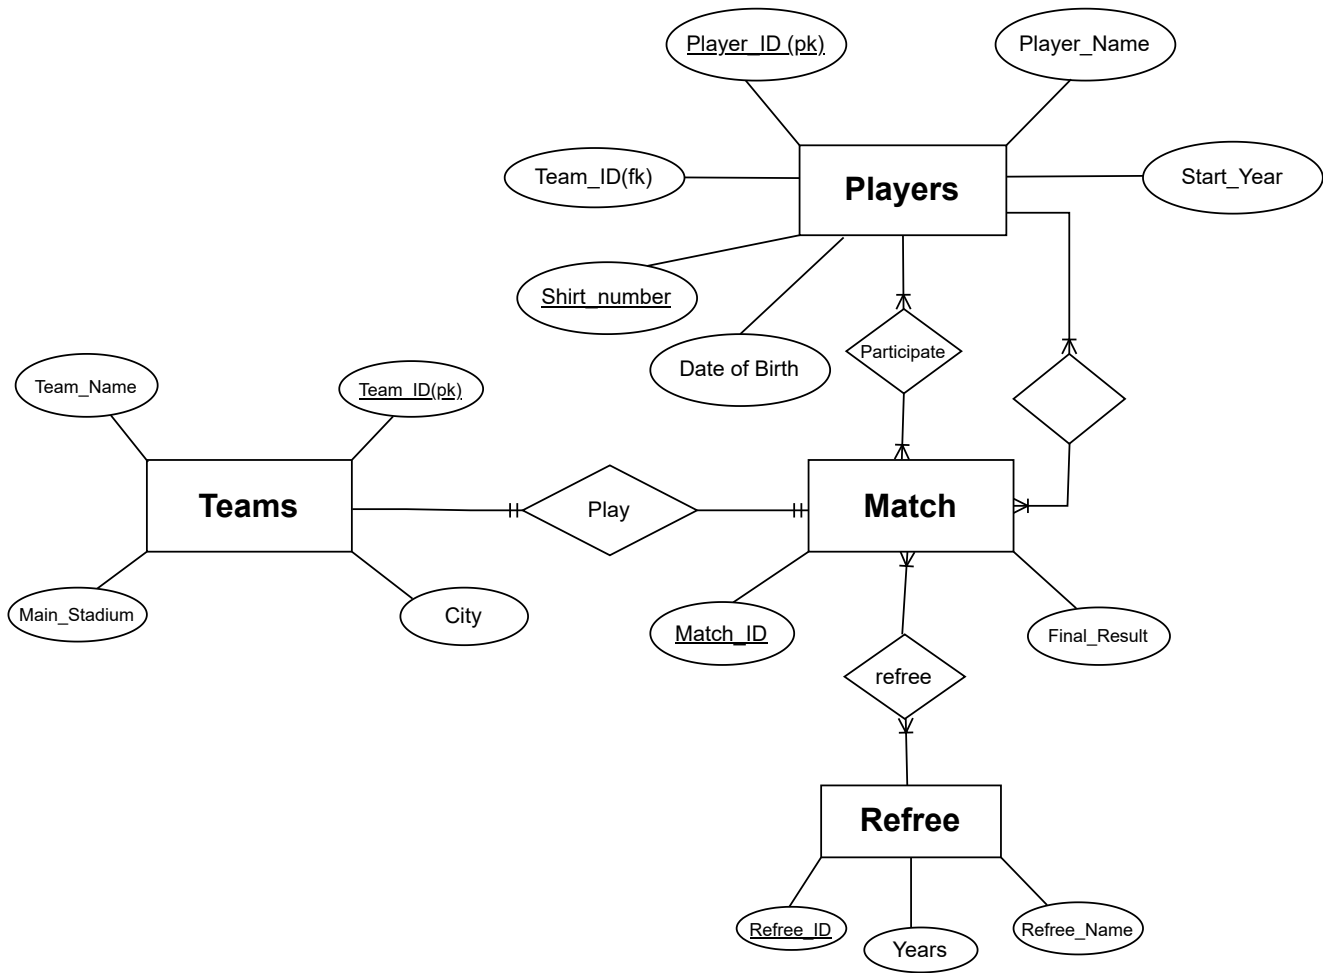 Player_ID (pk)
Player_Name
Team_ID(fk)
Players
Start_Year
Shirt_number
Date of Birth
Participate
Team_Name
Team_ID(pk)
Teams
Play
Match
Main_Stadium
City
Match_ID
Final_Result
refree
Refree
Refree_ID
Years
Refree_Name